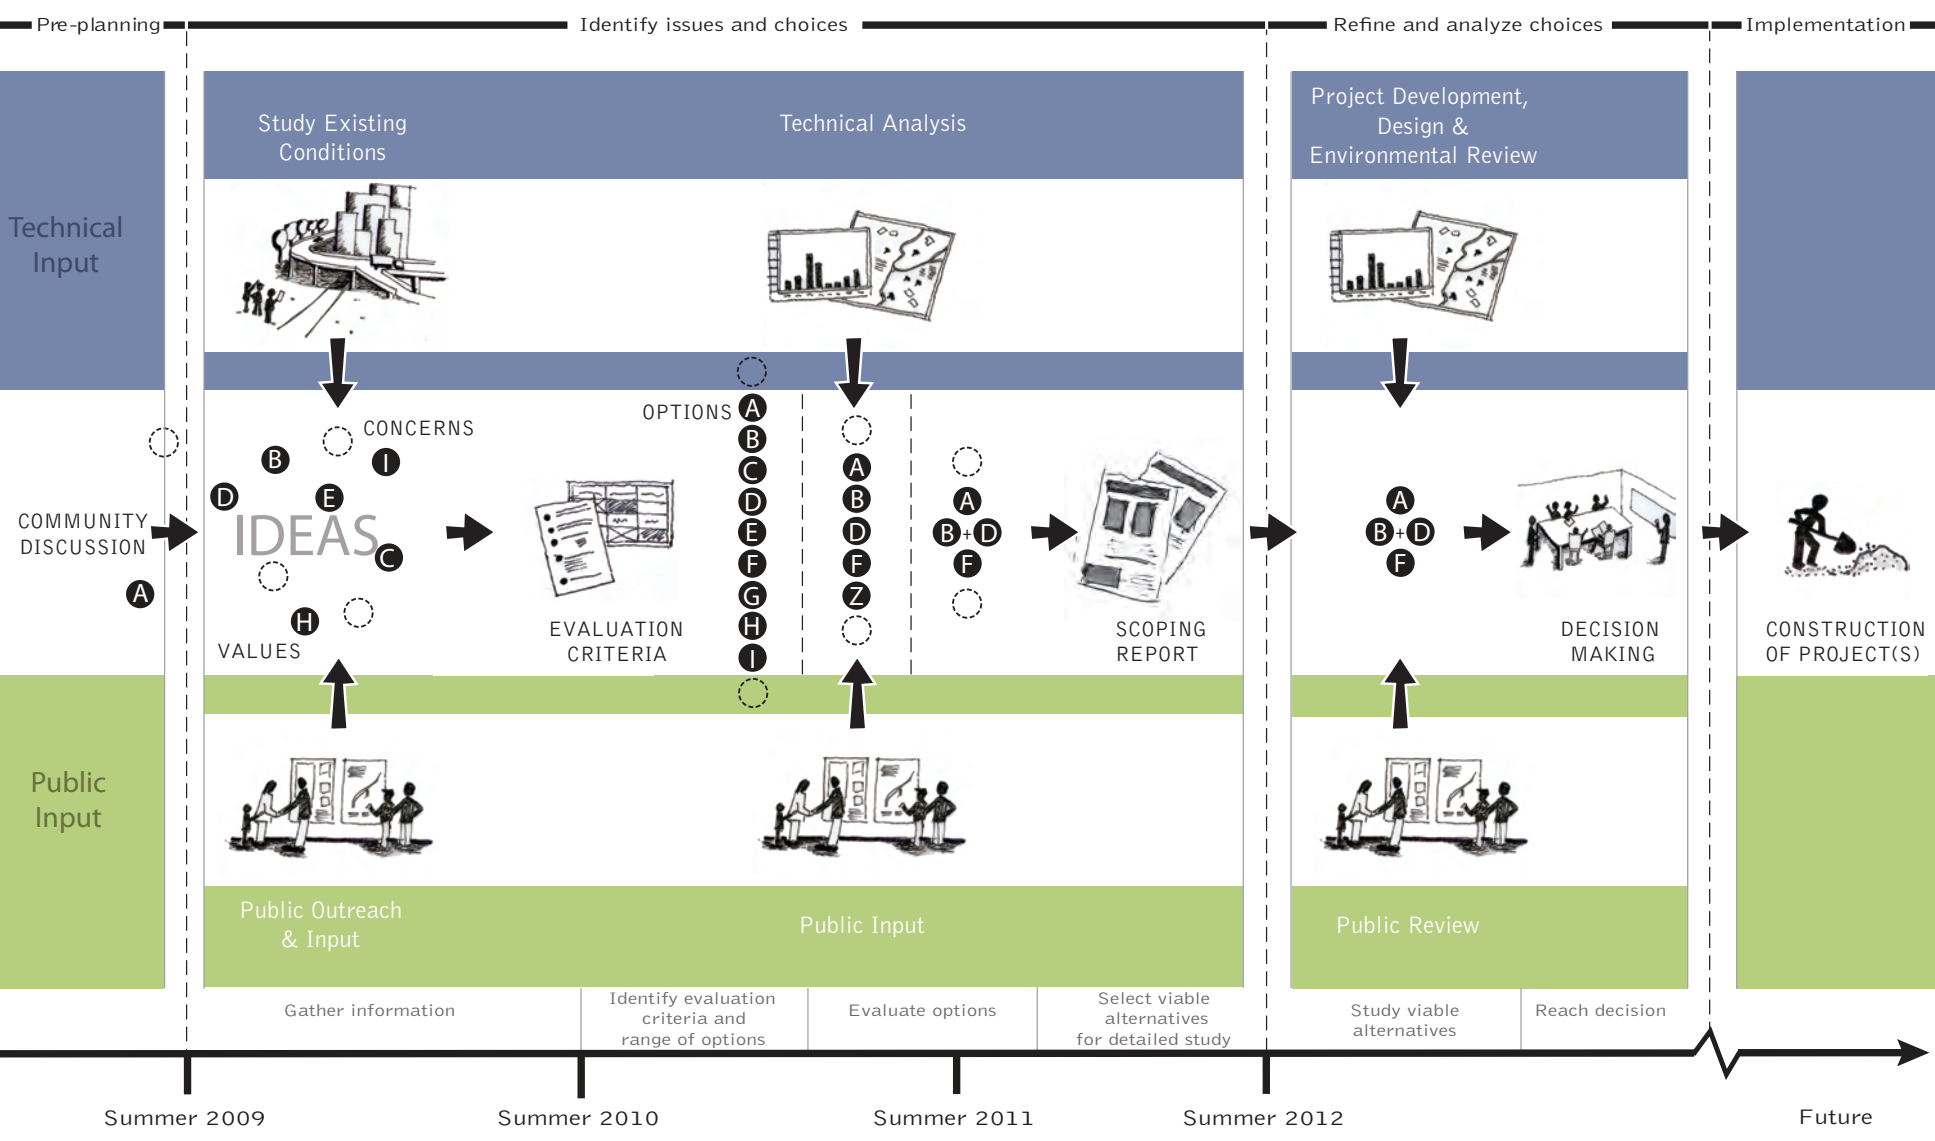 Pre-planning
Identify issues and choices
Refine and analyze choices
Implementation
Technical
Input
Study Existing
Conditions
Technical Analysis
Project Development,
Design &
Environmental Review
COMMUNITY
DISCUSSION
A
B
D
E
I
C
H
IDEAS
CONCERNS
VALUES
EVALUATION
CRITERIA
OPTIONS
A
B
C
D
E
F
G
H
I
A
B
D
F
Z
A
B+D
F
SCOPING
REPORT
A
B+D
F
DECISION
MAKING
CONSTRUCTION
OF PROJECT(S)
Public
Input
Public Outreach
& Input
Public Input
Public Review
Gather information
Identify evaluation
criteria and
range of options
Evaluate options
Select viable
alternatives
for detailed study
Study viable
alternatives
Reach decision
Summer 2009
Summer 2010
Summer 2011
Summer 2012
Future